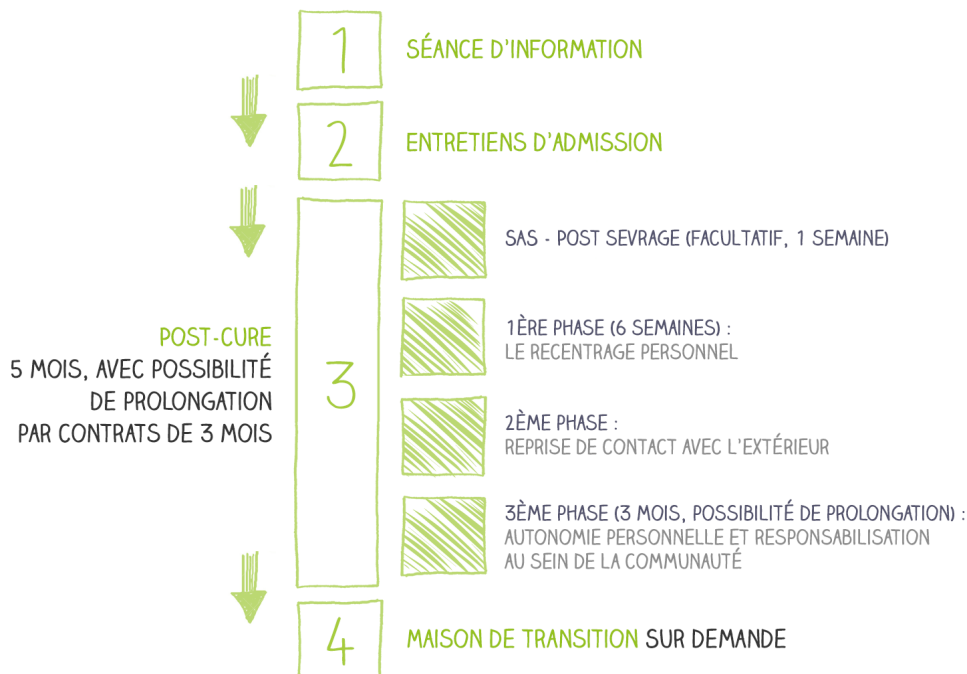 1
SÉANCE D'INFORMATION
2
ENTRETIENS D'ADMISSION
POST-CURE
5 MOIS, AVEC POSSIBILITÉ
DE PROLONGATION
PAR CONTRATS DE 3 MOIS
3
SAS - POST SEVRAGE (FACULTATIF, 1 SEMAINE)
1ÈRE PHASE (6 SEMAINES) :
LE RECENTRAGE PERSONNEL
2ÈME PHASE :
REPRISE DE CONTACT AVEC L'EXTÉRIEUR
3ÈME PHASE (3 MOIS, POSSIBILITÉ DE PROLONGATION) :
AUTONOMIE PERSONNELLE ET RESPONSABILISATION
AU SEIN DE LA COMMUNAUTÉ
4
MAISON DE TRANSITION SUR DEMANDE